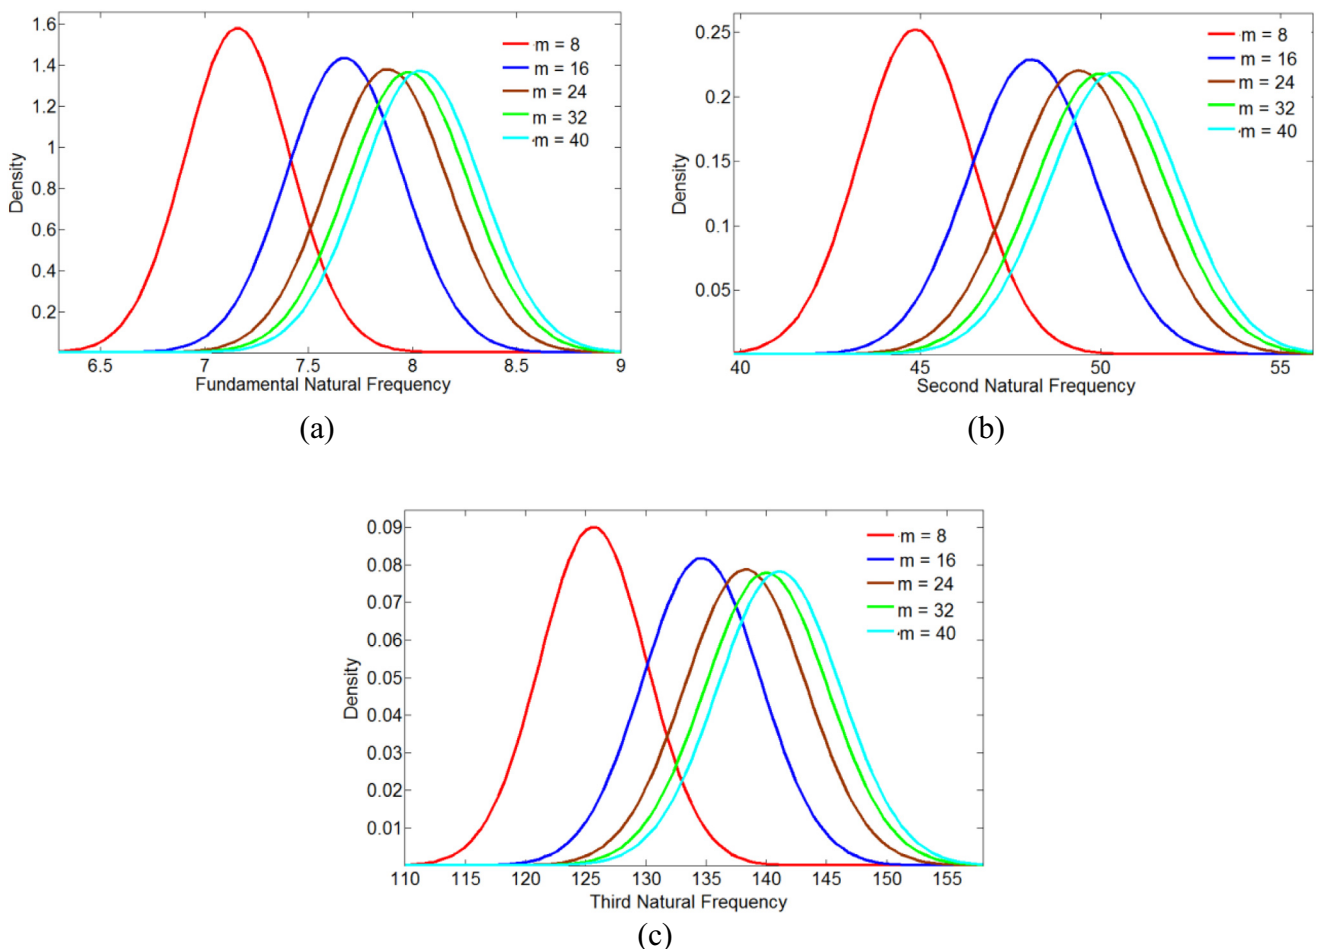 1.6
1.4
1.2
1
0.8
0.6
0.4
0.2
Density
m = 8
m = 16
m = 24
m = 32
m = 40
6.5 7 7.5 8 8.5 9
Fundamental Natural Frequency
(a)
0.25
0.2
0.15
0.1
0.05
Density
m = 8
m = 16
m = 24
m = 32
m = 40
40 45 50 55
Second Natural Frequency
(b)
0.09
0.08
0.07
0.06
0.05
0.04
0.03
0.02
0.01
Density
m = 8
m = 16
m = 24
m = 32
m = 40
110 115 120 125 130 135 140 145 150 155
Third Natural Frequency
(c)